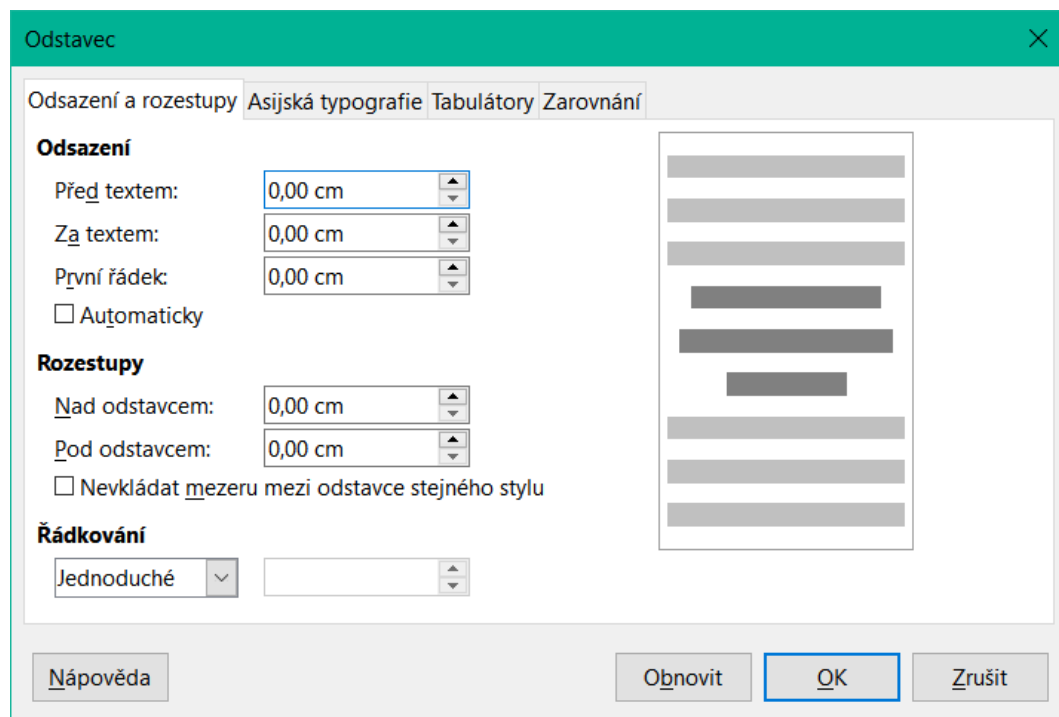 Odstavec
Odsazení a rozestupy Asijská typografie Tabulátory Zarovnání
Odsazení
Před textem: 0,00 cm
Za textem: 0,00 cm
První řádek: 0,00 cm
Automaticky
Rozestupy
Nad odstavcem: 0,00 cm
Pod odstavcem: 0,00 cm
Nevkládat mezeru mezi odstavce stejného stylu
Řádkování
Jednoduché
Nápověda Obnovit OK Zrušit